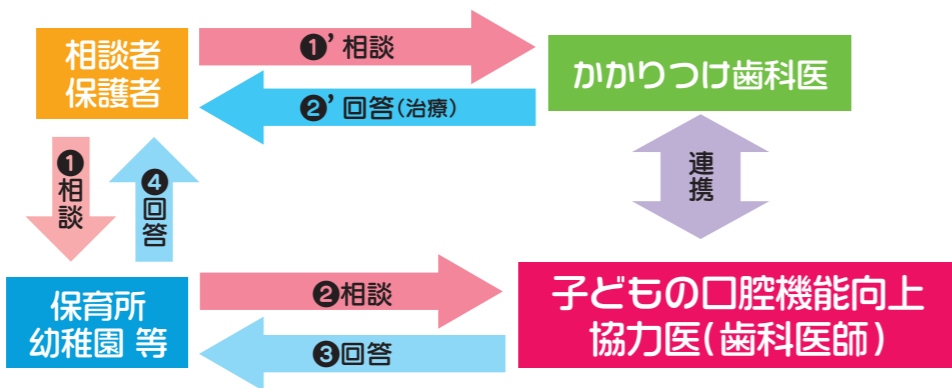 相談者
保護者
❶’相談
❷’回答(治療)
かかりつけ歯科医
❶相談
❹回答
連携
保育所
幼稚園 等
❷相談
❸回答
子どもの口腔機能向上
協力医(歯科医師)